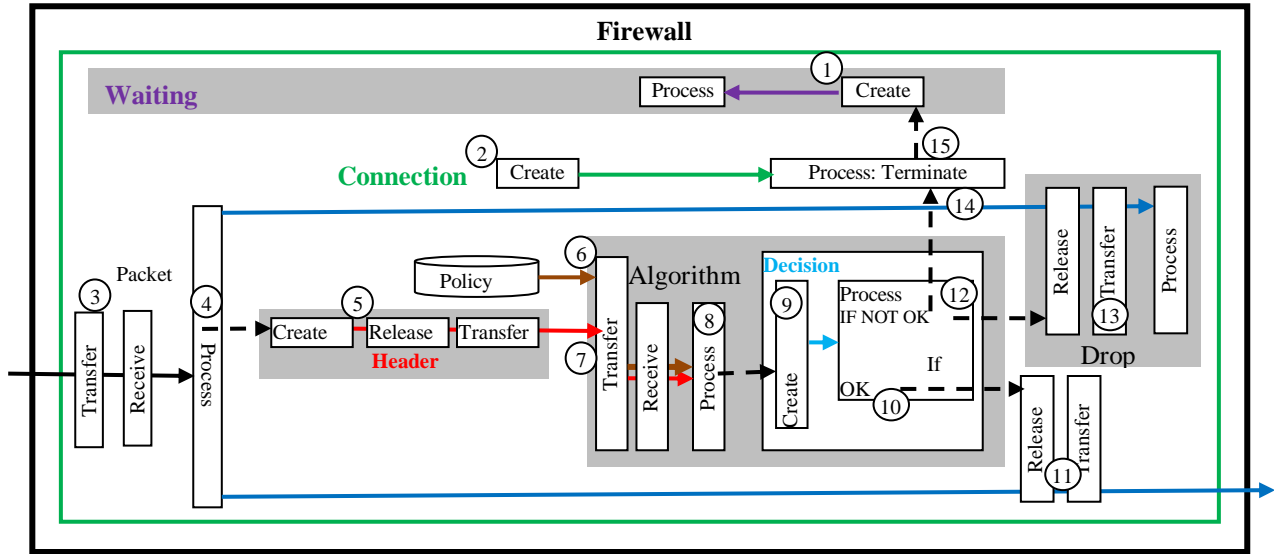 Firewall
1
Waiting
Process
Create
2
15
Connection
Create
Process: Terminate
14
Packet
3
4
6
Policy
Algorithm
Decision
9
Process
IF NOT OK
12
5
Create
Release
Transfer
Header
7
8
If
OK
10
Transfer
Receive
Process
Transfer
Receive
Process
Create
Release
Transfer
Process
13
Drop
Release
Transfer
11